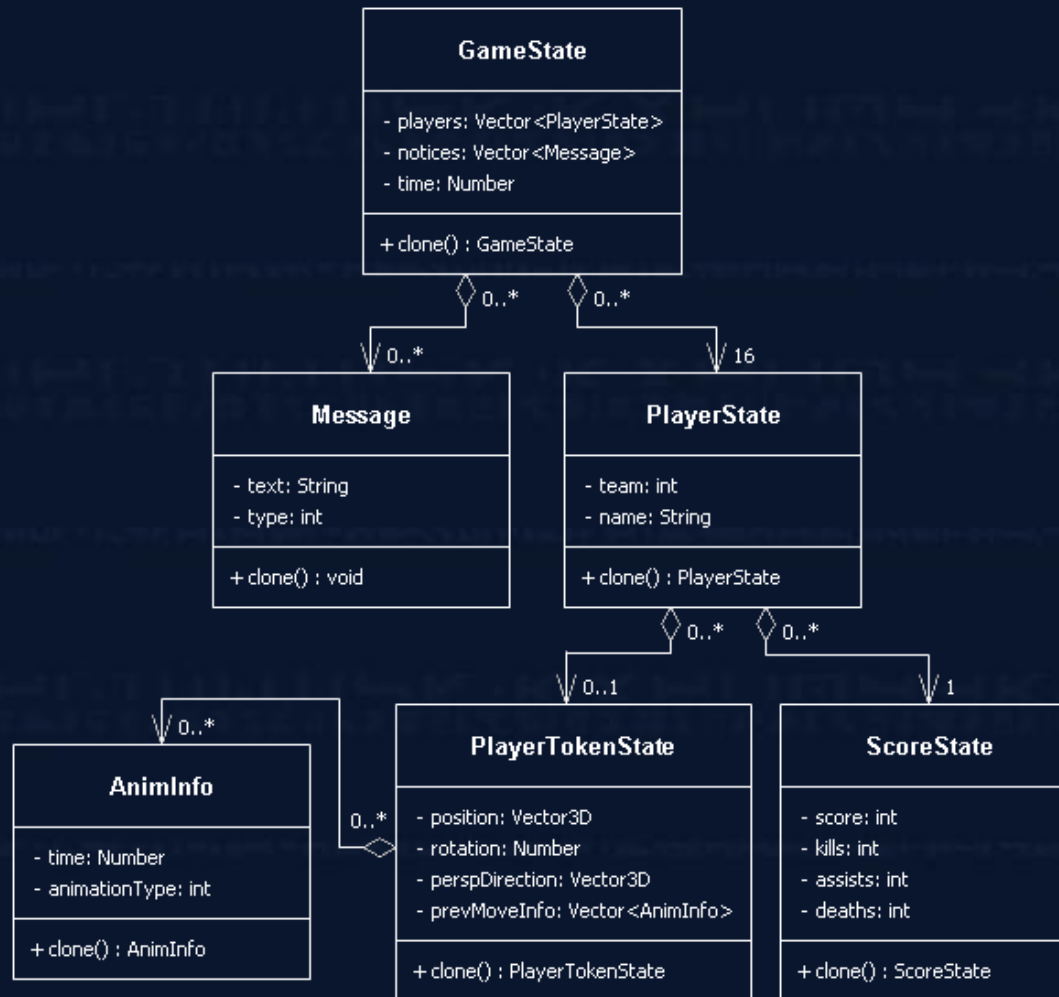 GameState
- players: Vector<PlayerState>
- notices: Vector<Message>
- time: Number
+ clone() : GameState
0..*
0..*
0..*
16
Message
- text: String
- type: int
+ clone() : void
PlayerState
- team: int
- name: String
+ clone() : PlayerState
0..*
0..*
0..1
1
0..*
0..*
AnimInfo
- time: Number
- animationType: int
+ clone() : AnimInfo
PlayerTokenState
- position: Vector3D
- rotation: Number
- perspDirection: Vector3D
- prevMoveInfo: Vector<AnimInfo>
+ clone() : PlayerTokenState
ScoreState
- score: int
- kills: int
- assists: int
- deaths: int
+ clone() : ScoreState